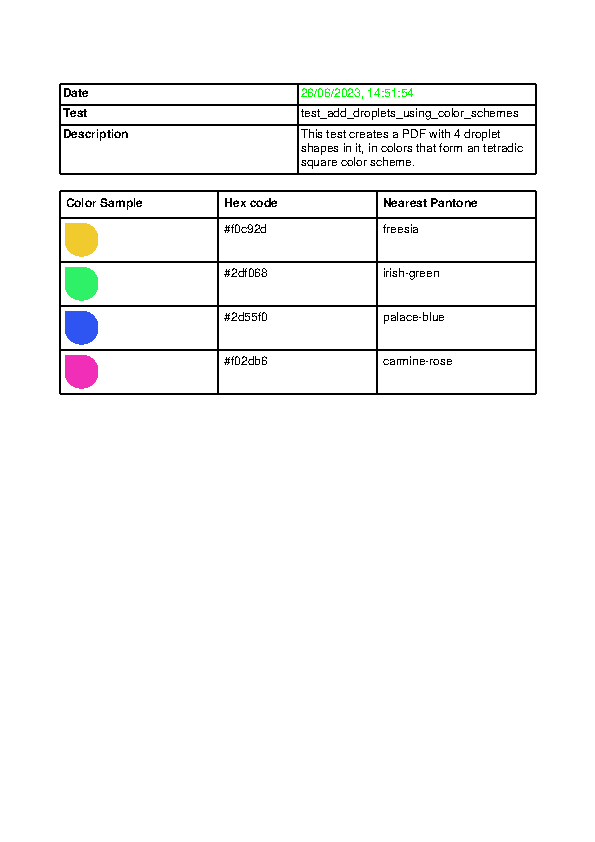 Date 26/06/2023, 14:51:54
Test test_add_droplets_using_color_schemes
Description This test creates a PDF with 4 droplet
shapes in it, in colors that form an tetradic
square color scheme.
Color Sample Hex code Nearest Pantone
#f0c92d freesia
#2df068 irish-green
#2d55f0 palace-blue
#f02db6 carmine-rose